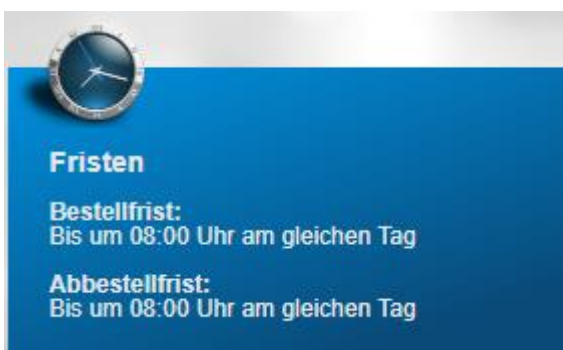 Fristen
Bestellfrist:
Bis um 08:00 Uhr am gleichen Tag
Abbestellfrist:
Bis um 08:00 Uhr am gleichen Tag